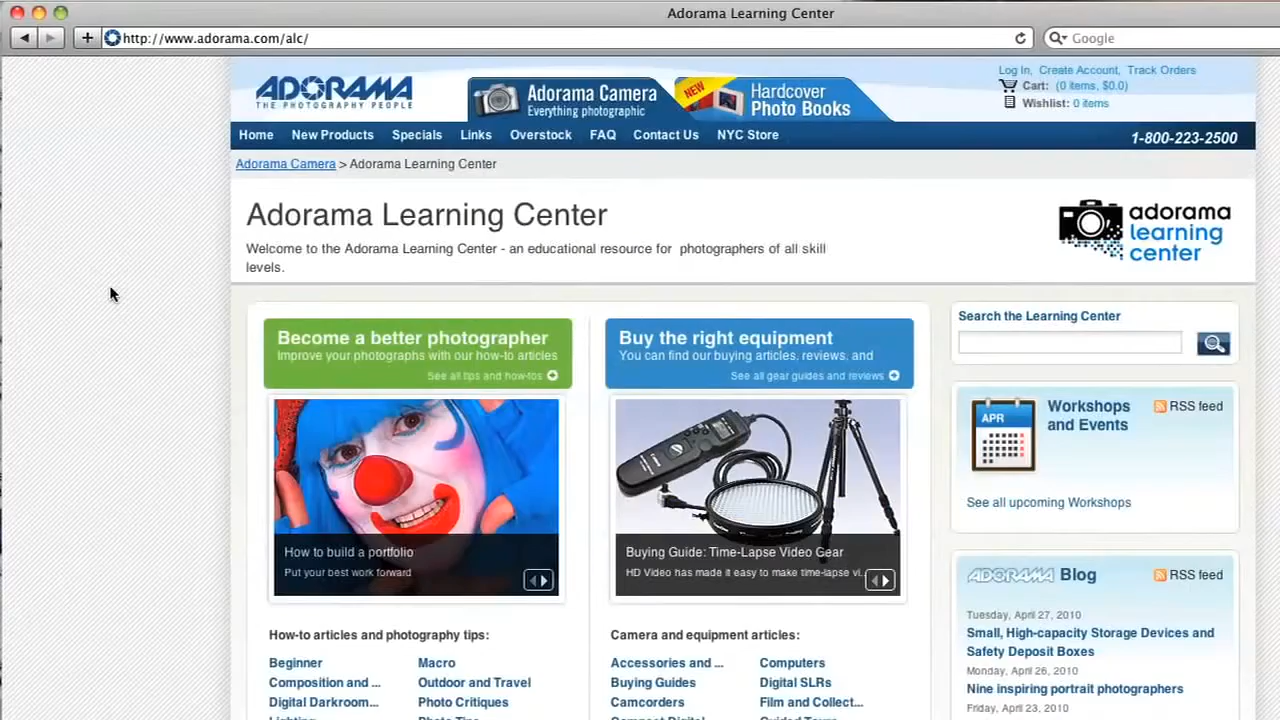 Adorama Learning Center
http://www.adorama.com/alc/
Google
Log In, Create Account, Track Orders
Cart: (0 items, $0.0)
Wishlist: 0 items
ADORAMA
THE PHOTOGRAPHY PEOPLE
Adorama Camera
Everything photographic
NEW
Hardcover
Photo Books
Home New Products Specials Links Overstock FAQ Contact Us NYC Store
1-800-223-2500
Adorama Camera > Adorama Learning Center
Adorama Learning Center
Welcome to the Adorama Learning Center - an educational resource for photographers of all skill
levels.
adorama
learning
center
Become a better photographer
Improve your photographs with our how-to articles
See all tips and how-tos
How to build a portfolio
Put your best work forward
Buy the right equipment
You can find our buying articles, reviews, and
See all gear guides and reviews
Buying Guide: Time-Lapse Video Gear
HD Video has made it easy to make time-lapse vi...
Search the Learning Center
APR
Workshops
and Events
RSS feed
See all upcoming Workshops
ADORAMA Blog
RSS feed
Tuesday, April 27, 2010
Small, High-capacity Storage Devices and
Safety Deposit Boxes
Monday, April 26, 2010
Nine inspiring portrait photographers
Friday, April 23, 2010
How-to articles and photography tips:
Beginner Macro
Composition and ... Outdoor and Travel
Digital Darkroom... Photo Critiques
Lighting Photo Tips
Camera and equipment articles:
Accessories and ... Computers
Buying Guides Digital SLRs
Camcorders Film and Collect...
Compact Digital Guided Tours